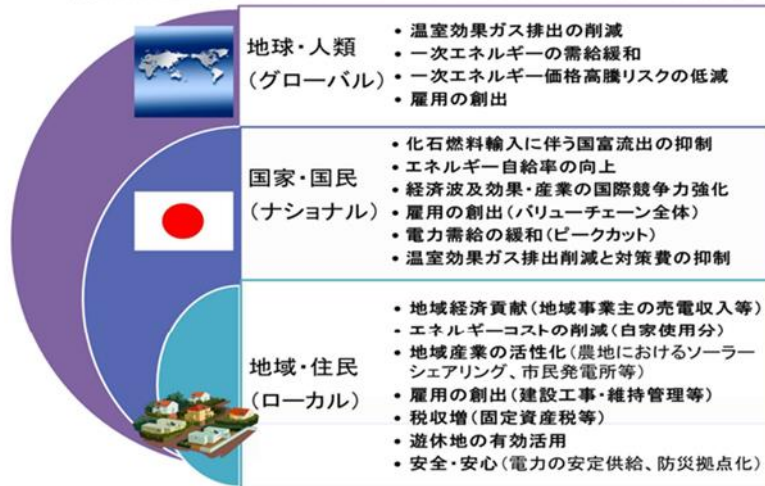 地球・人類
(グローバル)
• 温室効果ガス排出の削減
• 一次エネルギーの需給緩和
• 一次エネルギー価格高騰リスクの低減
• 雇用の創出
国家・国民
(ナショナル)
• 化石燃料輸入に伴う国富流出の抑制
• エネルギー自給率の向上
• 経済波及効果・産業の国際競争力強化
• 雇用の創出(バリューチェーン全体)
• 電力需給の緩和(ピークカット)
• 温室効果ガス排出削減と対策費の抑制
地域・住民
(ローカル)
• 地域経済貢献(地域事業主の売電収入等)
• エネルギーコストの削減(自家使用分)
• 地域産業の活性化(農地におけるソーラー
シェアリング、市民発電所等)
• 雇用の創出(建設工事・維持管理等)
• 税収増(固定資産税等)
• 遊休地の有効活用
• 安全・安心(電力の安定供給、防災拠点化)